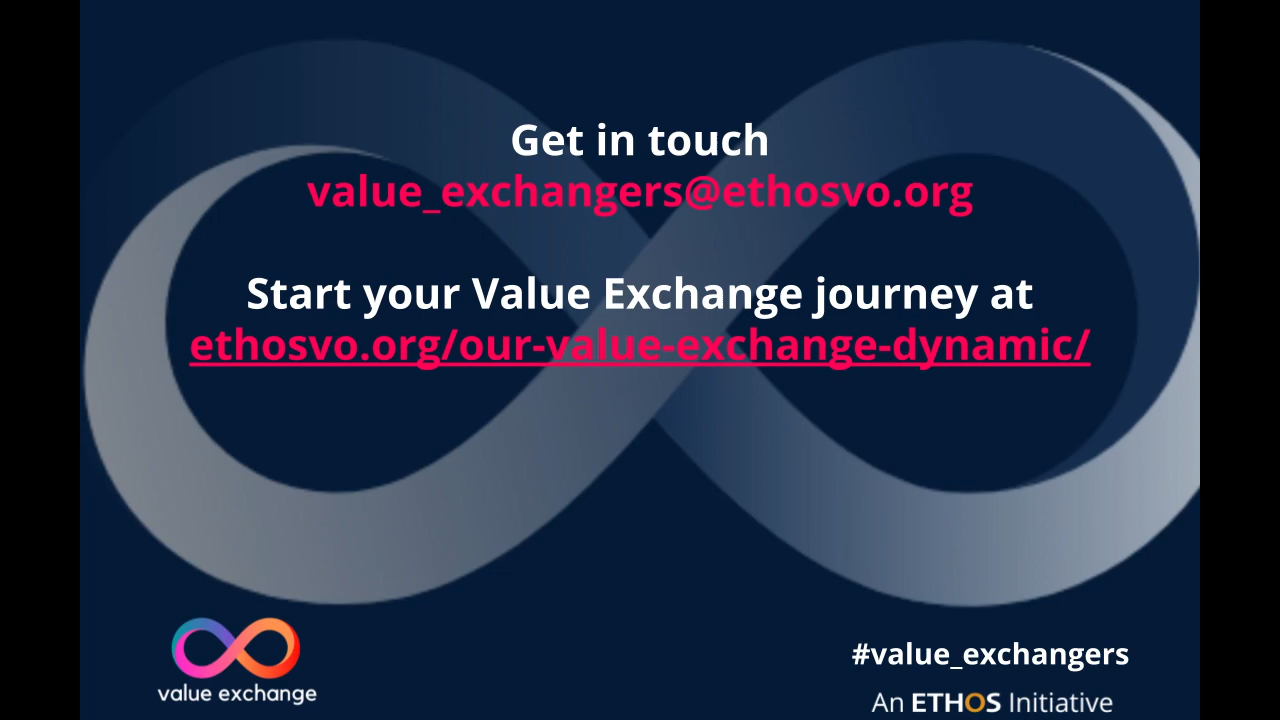 Get in touch
value_exchangers@ethosvo.org
Start your Value Exchange journey at
ethosvo.org/our-value-exchange-dynamic/
value exchange
#value_exchangers
An ETHOS Initiative